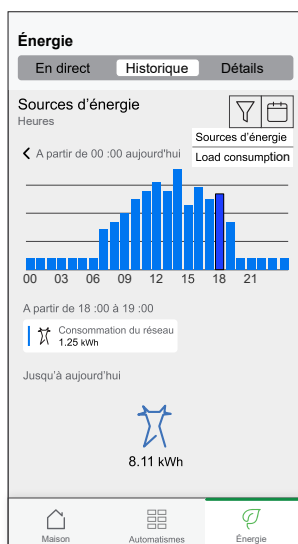 Énergie
En direct Historique Détails
Sources d'énergie
Heures
Sources d'énergie
Load consumption
A partir de 00 :00 aujourd'hui
00 03 06 09 12 15 18 21
A partir de 18 :00 à 19 :00
Consommation du réseau
1.25 kWh
Jusqu'à aujourd'hui
8.11 kWh
Maison Automatismes Énergie